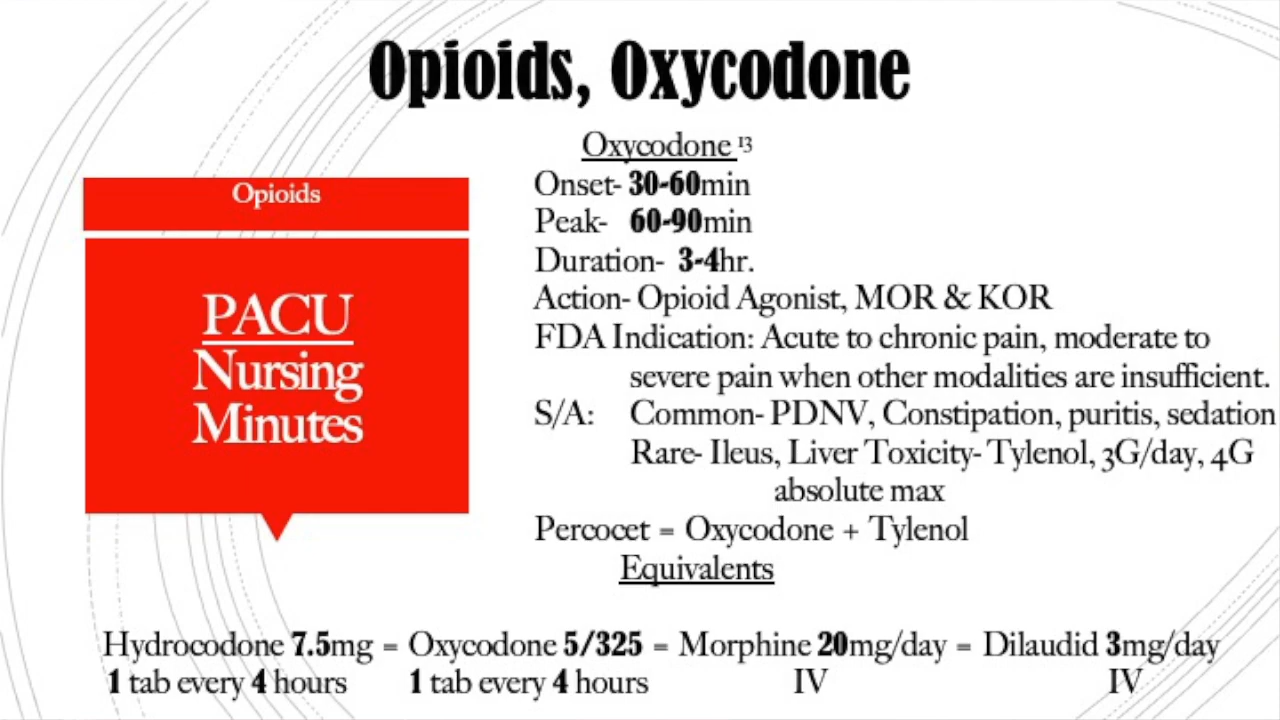 Opioids, Oxycodone
Opioids
PACU
Nursing
Minutes
Oxycodone 13
Onset- 30-60min
Peak- 60-90min
Duration- 3-4hr.
Action- Opioid Agonist, MOR & KOR
FDA Indication: Acute to chronic pain, moderate to
severe pain when other modalities are insufficient.
S/A: Common- PDNV, Constipation, puritis, sedation
Rare- Ileus, Liver Toxicity- Tylenol, 3G/day, 4G
absolute max
Percocet = Oxycodone + Tylenol
Equivalents
Hydrocodone 7.5mg = Oxycodone 5/325 = Morphine 20mg/day = Dilaudid 3mg/day
1 tab every 4 hours 1 tab every 4 hours IV IV